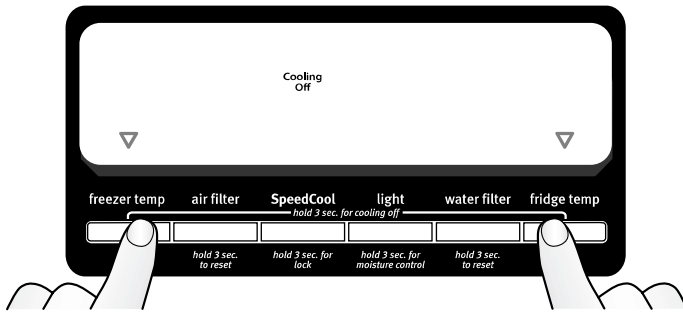 Cooling
Off
freezer temp air filter SpeedCool light water filter fridge temp
hold 3 sec. for cooling off
hold 3 sec. hold 3 sec. for hold 3 sec. for hold 3 sec.
to reset lock moisture control to reset